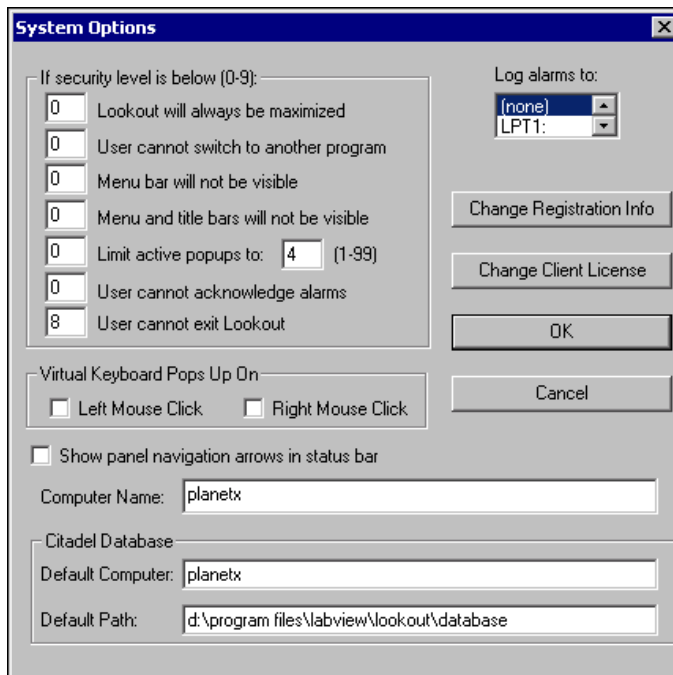 System Options
If security level is below (0-9):
0 Lookout will always be maximized
0 User cannot switch to another program
0 Menu bar will not be visible
0 Menu and title bars will not be visible
0 Limit active popups to: 4 (1-99)
0 User cannot acknowledge alarms
8 User cannot exit Lookout
Log alarms to:
(none)
LPT1:
Change Registration Info
Change Client License
OK
Cancel
Virtual Keyboard Pops Up On
Left Mouse Click Right Mouse Click
Show panel navigation arrows in status bar
Computer Name: planetx
Citadel Database
Default Computer: planetx
Default Path: d:\program files\labview\lookout\database